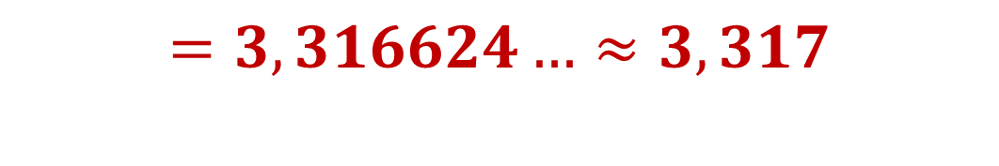 = 3,316624 … ≈ 3,317